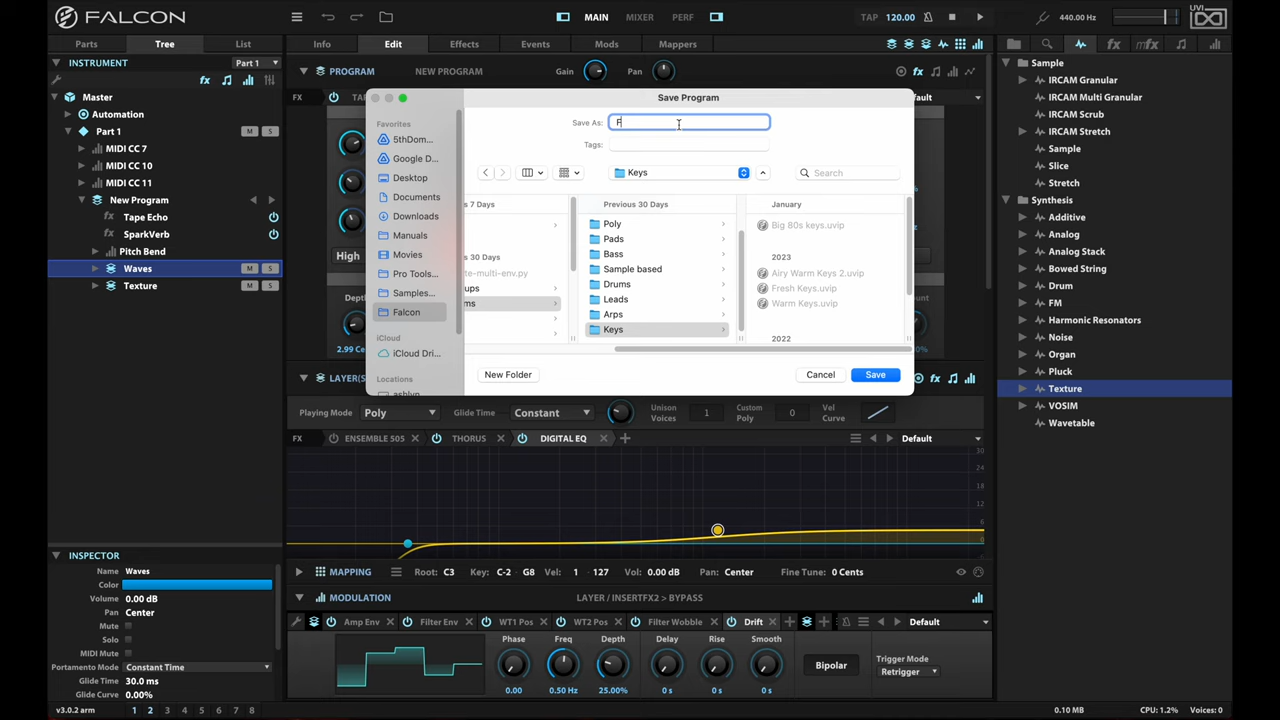 FALCON
MAIN MIXER PERF
TAP 120.00
440.00 Hz
UVI
Parts Tree List
Info Edit Effects Events Mods Mappers
INSTRUMENT Part 1
Master
Automation
Part 1 M S
MIDI CC 7
MIDI CC 10
MIDI CC 11
New Program
Tape Echo
SparkVerb
Pitch Bend
Waves M S
Texture M S
PROGRAM NEW PROGRAM Gain Pan
FX
High
Depth
2.99 Ce
Save Program
Save As: F
Tags:
Keys
Search
Favorites
5thDom...
Google D...
Desktop
Documents
Downloads
Manuals
Movies
Pro Tools...
Samples...
Falcon
iCloud
iCloud Dri...
Locations
Previous 30 Days
Poly
Pads
Bass
Sample based
Drums
Leads
Arps
Keys
January
Big 80s keys.uvip
2023
Airy Warm Keys 2.uvip
Fresh Keys.uvip
Warm Keys.uvip
2022
New Folder Cancel Save
Playing Mode Poly Glide Time Constant Unison Voices 1 Custom Poly 0 Vel Curve
FX ENSEMBLE 505 THORUS DIGITAL EQ Default
30
24
18
12
6
0
MAPPING Root: C3 Key: C-2 G8 Vel: 1 127 Vol: 0.00 dB Pan: Center Fine Tune: 0 Cents
MODULATION LAYER / INSERTFX2 > BYPASS
Amp Env Filter Env WT1 Pos WT2 Pos Filter Wobble Drift Default
Phase Freq Depth Delay Rise Smooth
0.00 0.50 Hz 25.00% 0 s 0 s 0 s
Bipolar
Trigger Mode
Retrigger
INSPECTOR
Name Waves
Color
Volume 0.00 dB
Pan Center
Mute
Solo
MIDI Mute
Portamento Mode Constant Time
Glide Time 30.0 ms
Glide Curve 0.00%
v3.0.2 arm 1 2 3 4 5 6 7 8
0.10 MB CPU: 1.2% Voices: 0
Sample
IRCAM Granular
IRCAM Multi Granular
IRCAM Scrub
IRCAM Stretch
Sample
Slice
Stretch
Synthesis
Additive
Analog
Analog Stack
Bowed String
Drum
FM
Harmonic Resonators
Noise
Organ
Pluck
Texture
VOSIM
Wavetable